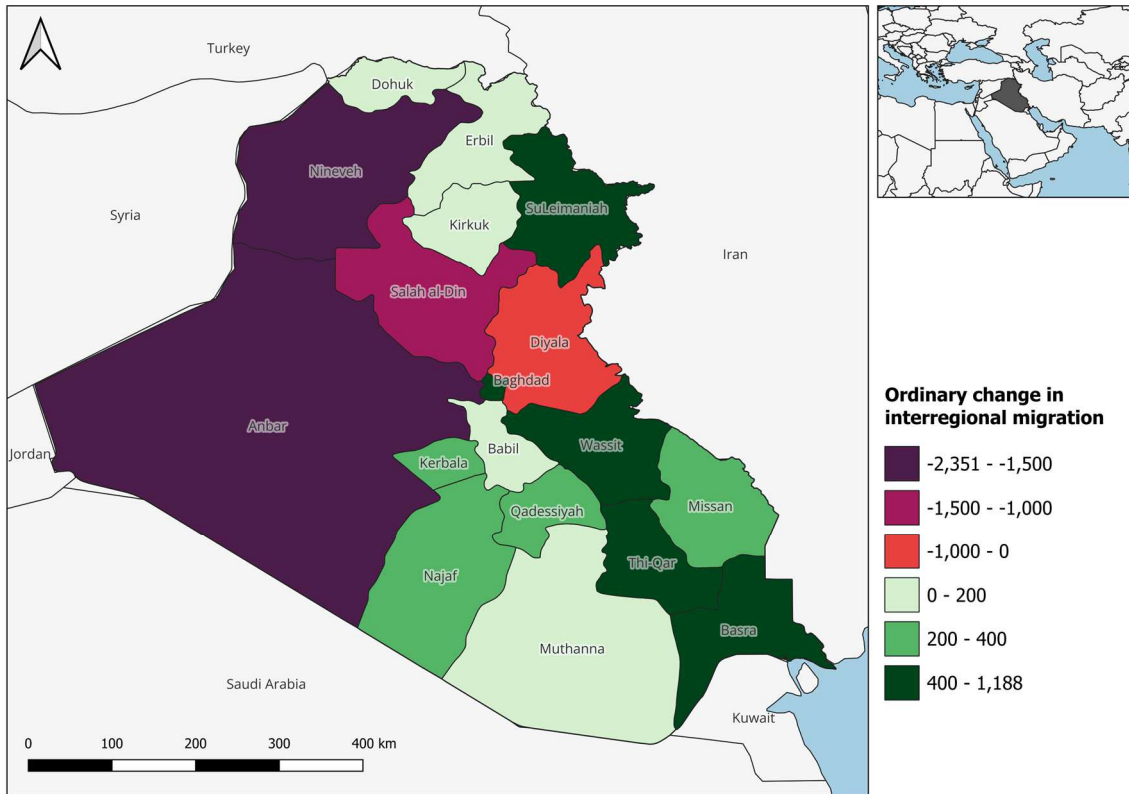 Turkey
Dohuk
Erbil
Nineveh
SuLeimaniah
Syria
Kirkuk
Iran
Salah al-Din
Diyala
Baghdad
Anbar
Jordan
Babil
Wassit
Kerbala
Qadessiyah
Missan
Najaf
Thi-Qar
Basra
Muthanna
Saudi Arabia
Kuwait
0 100 200 300 400 km
Ordinary change in
interregional migration
-2,351 - -1,500
-1,500 - -1,000
-1,000 - 0
0 - 200
200 - 400
400 - 1,188